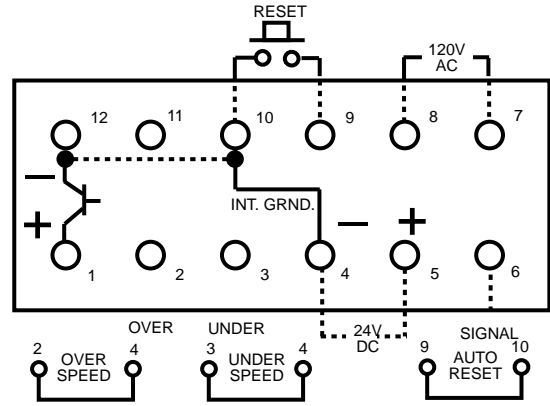 RESET
120V
AC
12 11 10 9 8 7
INT. GRND.
− +
−
+
1 2 3 4 5 6
OVER UNDER 24V
DC SIGNAL
2 OVER
SPEED 4
3 UNDER
SPEED 4
9 AUTO
RESET 10